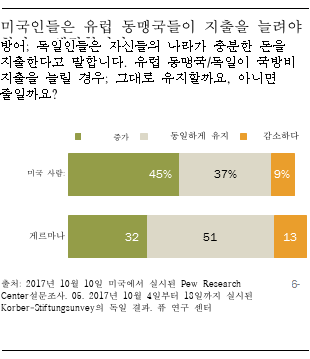 미국인들은 유럽 동맹국들이 지출을 늘려야
방어; 독일인들은 자신들의 나라가 충분한 돈을
지출한다고 말합니다. 유럽 동맹국/독일이 국방비
지출을 늘릴 경우; 그대로 유지할까요, 아니면
줄일까요?
증가 동일하게 유지 감소하다
미국 사람: 45% 37% 9%
게르마나 32 51 13
출처: 2017년 10월 10일 미국에서 실시된 Pew Research
Center설문조사. 05. 2017년 10월 4일부터 18일까지 실시된
Korber-Stiftungsunvey의 독일 결과. 퓨 연구 센터
6-